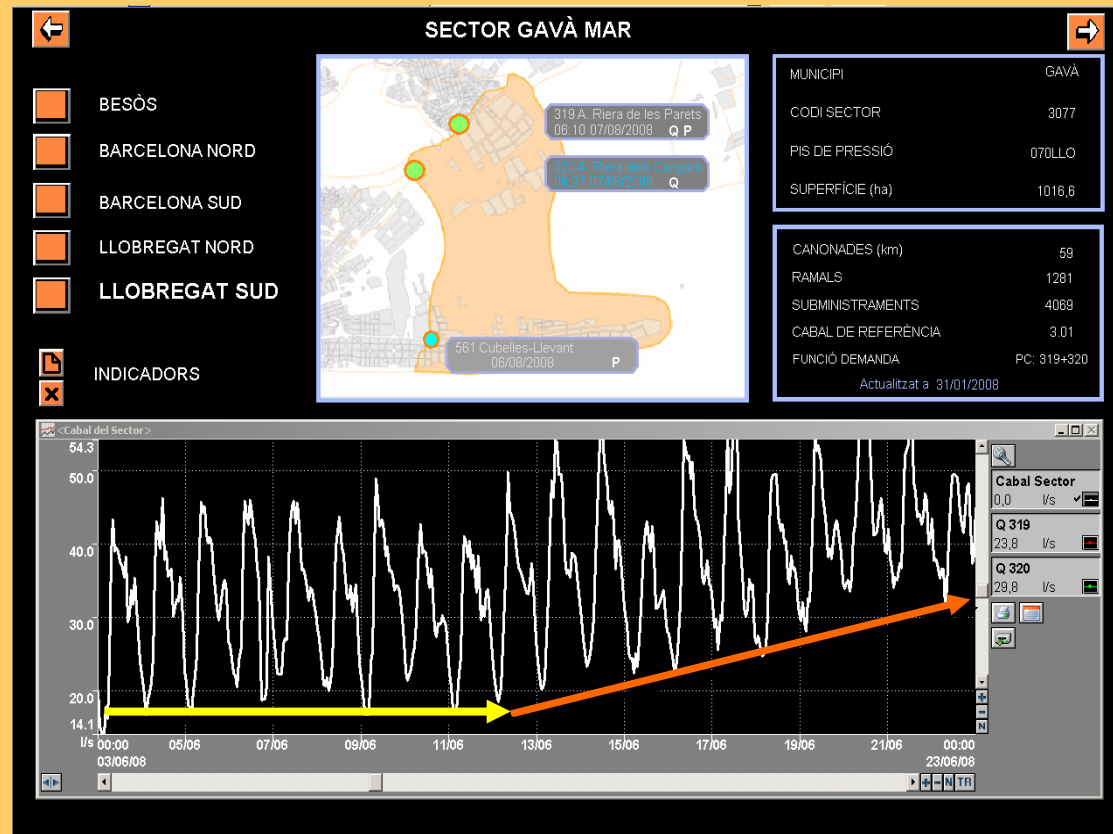 SECTOR GAVÀ MAR
BESÒS
BARCELONA NORD
BARCELONA SUD
LLOBREGAT NORD
LLOBREGAT SUD
INDICADORS
319 A. Riera de les Parets
06:10 07/08/2008 Q P
320 A. Riera dels Canyars
06:27 07/08/2008 Q
561 Cubelles-Llevant
06/08/2008 P
MUNICIPI GAVÀ
CODI SECTOR 3077
PIS DE PRESSIÓ 070LLO
SUPERFÍCIE (ha) 1016,6
CANONADES (km) 59
RAMALS 1281
SUBMINISTRAMENTS 4069
CABAL DE REFERÈNCIA 3.01
FUNCIÓ DEMANDA PC: 319+320
Actualitzat a 31/01/2008
<Cabal del Sector>
54.3
50.0
40.0
30.0
20.0
14.1
l/s 00:00 05/06 07/06 09/06 11/06 13/06 15/06 17/06 19/06 21/06 00:00
03/06/08 23/06/08
Cabal Sector
0,0 l/s
Q 319
23,8 l/s
Q 320
29,8 l/s
N
N TR